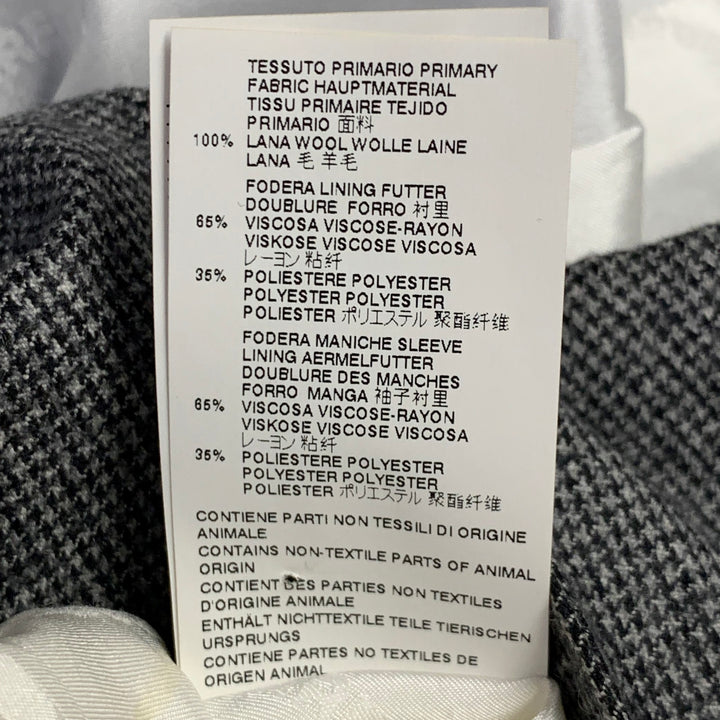 TESSUTO PRIMARIO PRIMARY
FABRIC HAUPTMATERIAL
TISSU PRIMAIRE TEJIDO
PRIMARIO 面料
100% LANA WOOL WOLLE LAINE
LANA 毛 羊毛
FODERA LINING FUTTER
DOUBLURE FORRO 衬里
65% VISCOSA VISCOSE-RAYON
VISKOSE VISCOSE VISCOSA
レーヨン 粘纤
35% POLIESTERE POLYESTER
POLYESTER POLYESTER
POLIESTER ポリエステル 聚酯纤维
FODERA MANICHE SLEEVE
LINING AERMELFUTTER
DOUBLURE DES MANCHES
FORRO MANGA 袖子衬里
65% VISCOSA VISCOSE-RAYON
VISKOSE VISCOSE VISCOSA
レーヨン 粘纤
35% POLIESTERE POLYESTER
POLYESTER POLYESTER
POLIESTER ポリエステル 聚酯纤维
CONTIENE PARTI NON TESSILI DI ORIGINE
ANIMALE
CONTAINS NON-TEXTILE PARTS OF ANIMAL
ORIGIN
CONTIENT DES PARTIES NON TEXTILES
D'ORIGINE ANIMALE
ENTHÄLT NICHTTEXTILE TEILE TIERISCHEN
URSPRUNGS
CONTIENE PARTES NO TEXTILES DE
ORIGEN ANIMAL